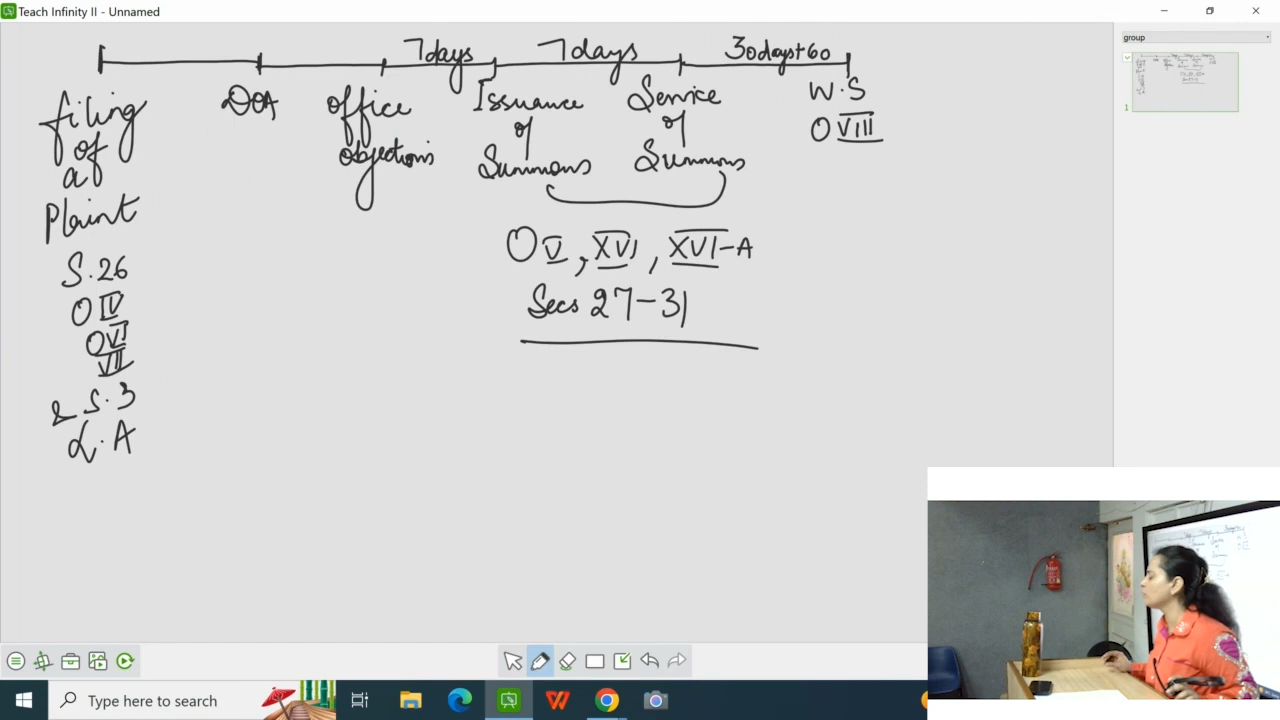 Teach Infinity II - Unnamed
group
1
7days 7days 30days+60
filing of a Plaint
DOA
office objections
Issuance of Summons
Service of Summons
W.S
O VIII
S.26
O IV
O VI
VII
& S.3
L.A
O V, XVI, XVI-A
Secs 27-31
Type here to search